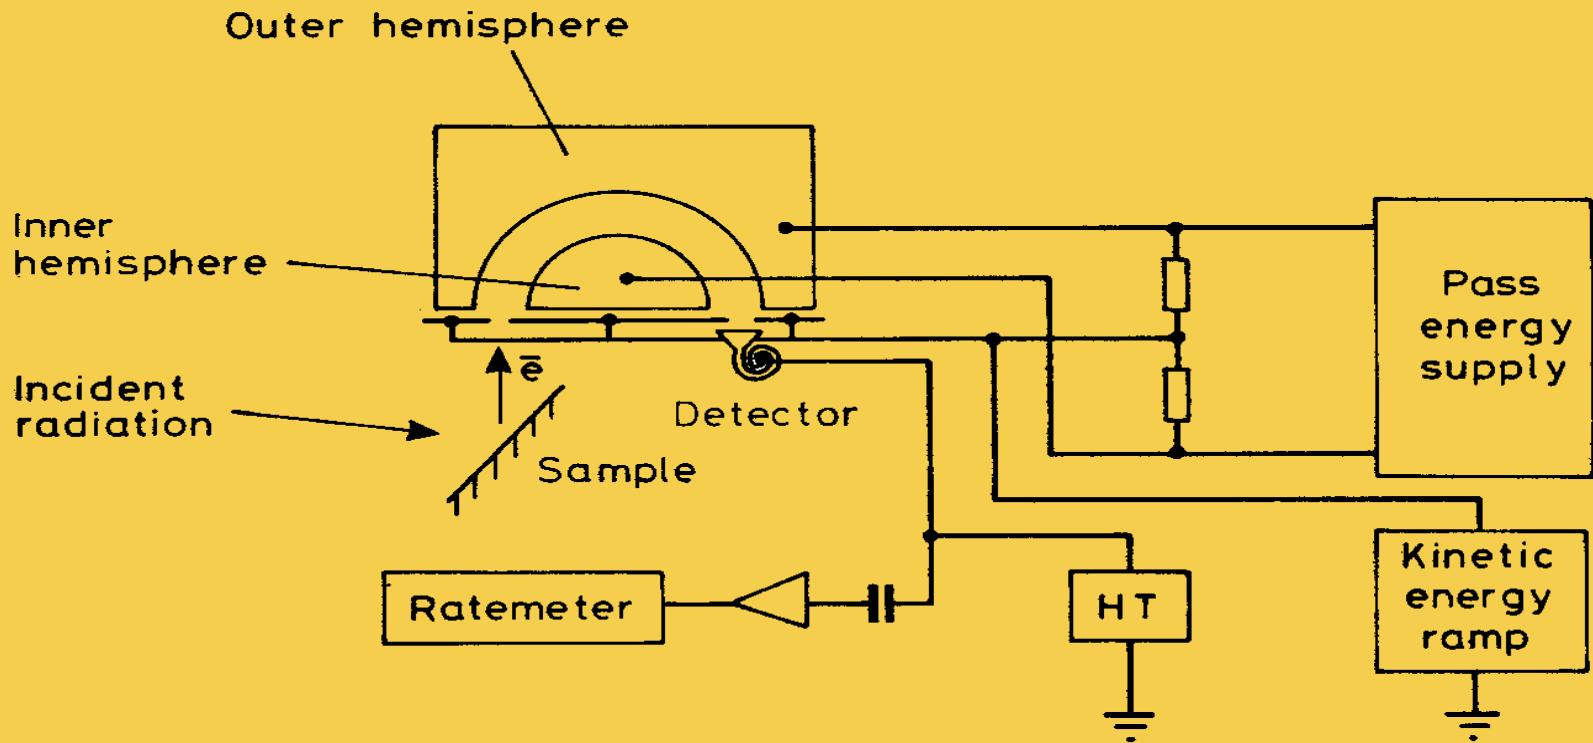 Outer hemisphere
Inner
hemisphere
Pass
energy
supply
e̅
Incident
radiation
Detector
Sample
Kinetic
energy
ramp
Ratemeter
HT